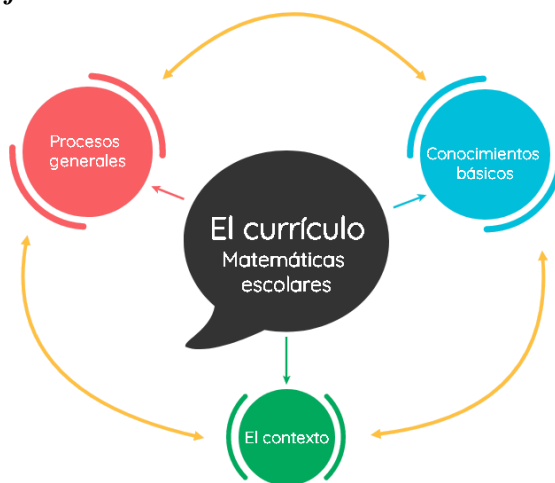 Procesos
generales
Conocimientos
básicos
El currículo
Matemáticas
escolares
El contexto